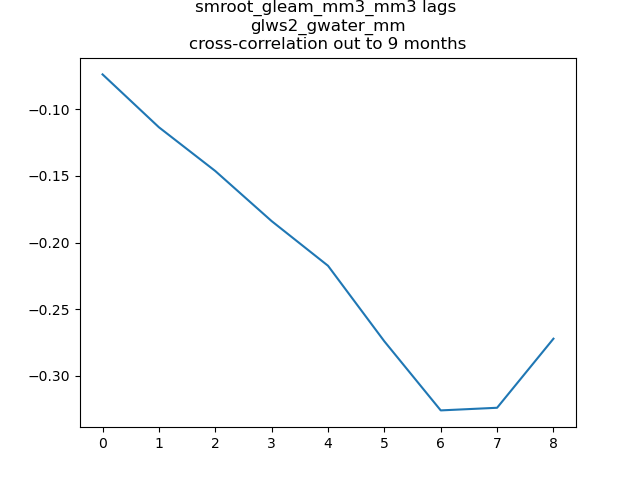 smroot_gleam_mm3_mm3 lags
glws2_gwater_mm
cross-correlation out to 9 months
−0.10
−0.15
−0.20
−0.25
−0.30
0 1 2 3 4 5 6 7 8